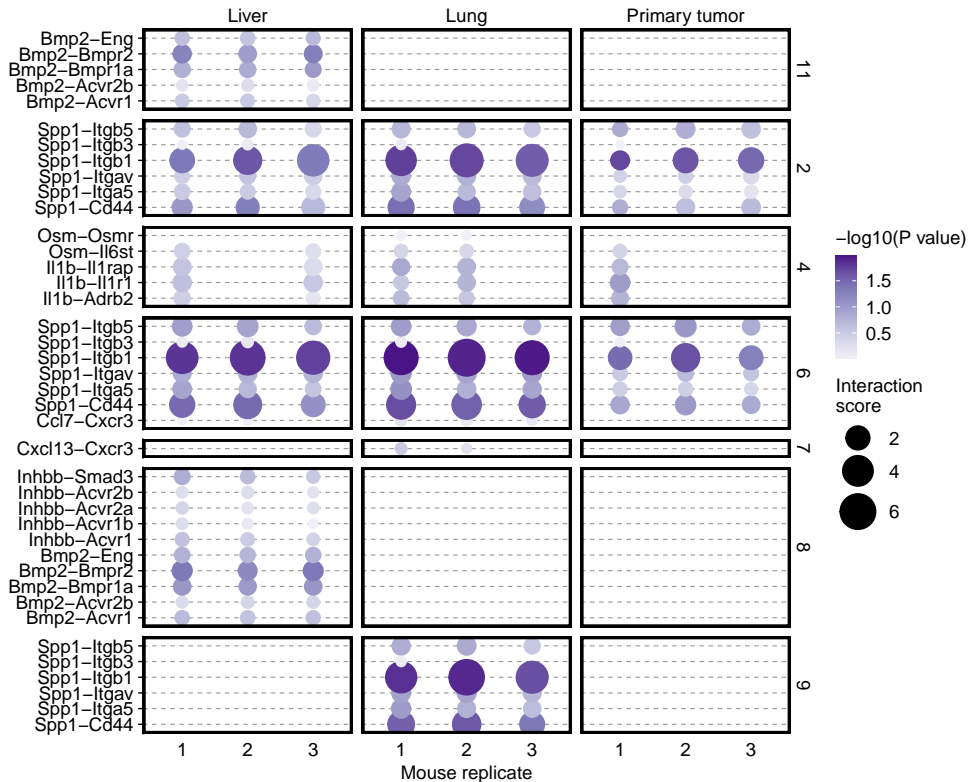 Liver Lung Primary tumor
Bmp2−Eng
Bmp2−Bmpr2
Bmp2−Bmpr1a
Bmp2−Acvr2b
Bmp2−Acvr1
11
Spp1−Itgb5
Spp1−Itgb3
Spp1−Itgb1
Spp1−Itgav
Spp1−Itga5
Spp1−Cd44
2
Osm−Osmr
Osm−Il6st
Il1b−Il1rap
Il1b−Il1r1
Il1b−Adrb2
4
Spp1−Itgb5
Spp1−Itgb3
Spp1−Itgb1
Spp1−Itgav
Spp1−Itga5
Spp1−Cd44
Ccl7−Cxcr3
6
Cxcl13−Cxcr3
7
Inhbb−Smad3
Inhbb−Acvr2b
Inhbb−Acvr2a
Inhbb−Acvr1b
Inhbb−Acvr1
Bmp2−Eng
Bmp2−Bmpr2
Bmp2−Bmpr1a
Bmp2−Acvr2b
Bmp2−Acvr1
8
Spp1−Itgb5
Spp1−Itgb3
Spp1−Itgb1
Spp1−Itgav
Spp1−Itga5
Spp1−Cd44
9
1 2 3 1 2 3 1 2 3
Mouse replicate
−log10(P value)
1.5
1.0
0.5
Interaction
score
2
4
6